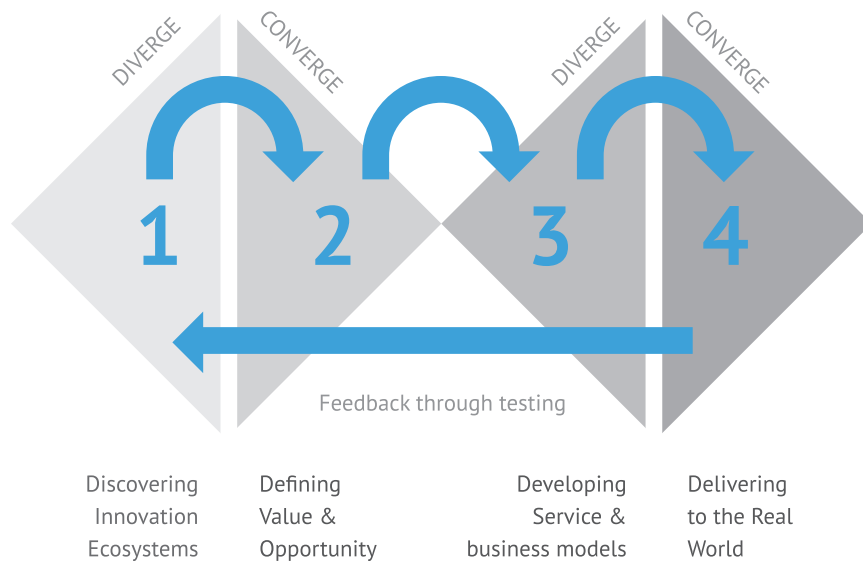 DIVERGE
CONVERGE
DIVERGE
CONVERGE
1
2
3
4
Feedback through testing
Discovering
Innovation
Ecosystems
Defining
Value &
Opportunity
Developing
Service &
business models
Delivering
to the Real
World